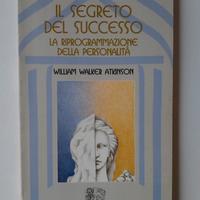 IL SEGRETO
DEL SUCCESSO
LA RIPROGRAMMAZIONE
DELLA PERSONALITÀ
WILLIAM WALKER ATKINSON